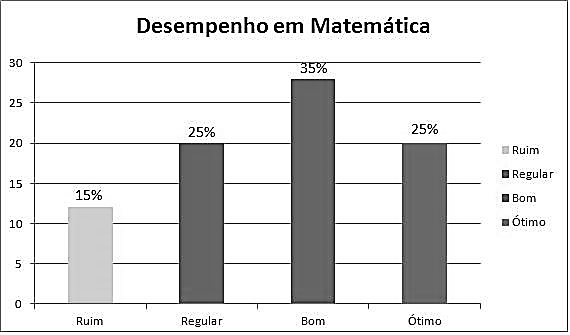 Desempenho em Matemática
30
25
20
15
10
5
0
15%
25%
35%
25%
Ruim
Regular
Bom
Ótimo
Ruim
Regular
Bom
Ótimo